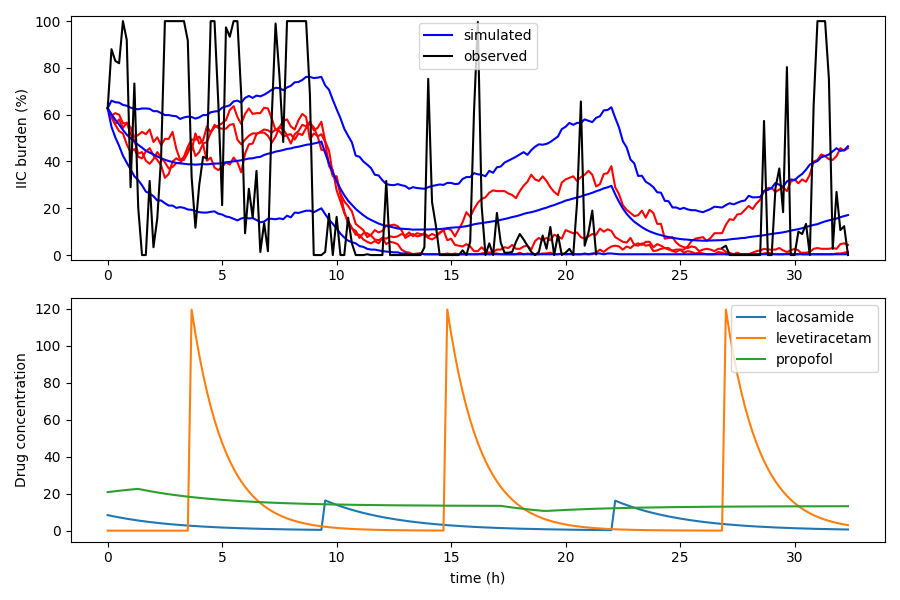 IIC burden (%)
100
80
60
40
20
0
simulated
observed
0 5 10 15 20 25 30
Drug concentration
120
100
80
60
40
20
0
lacosamide
levetiracetam
propofol
0 5 10 15 20 25 30
time (h)